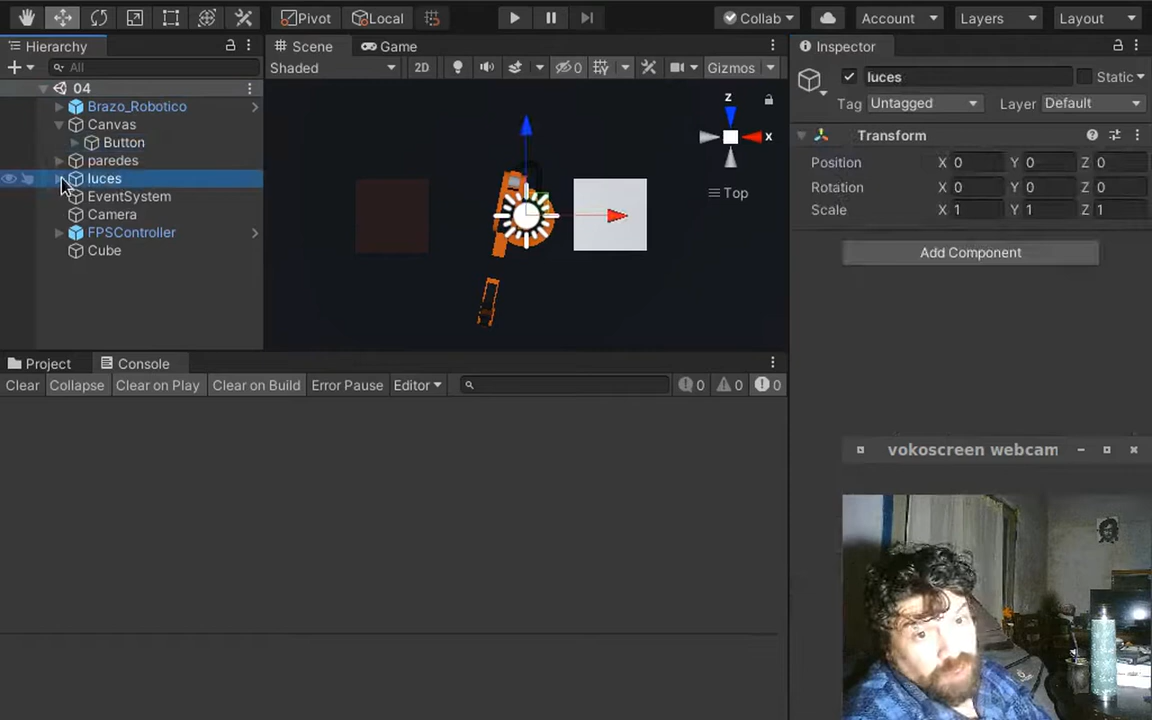 Pivot Local Collab Account Layers Layout
Hierarchy Scene Game Inspector
All Shaded 2D 0 Gizmos luces Static
04
Brazo_Robotico
Canvas
Button
paredes
luces
EventSystem
Camera
FPSController
Cube
z
x
Top
Tag Untagged Layer Default
Transform
Position X 0 Y 0 Z 0
Rotation X 0 Y 0 Z 0
Scale X 1 Y 1 Z 1
Add Component
Project Console
Clear Collapse Clear on Play Clear on Build Error Pause Editor 0 0 0
vokoscreen webcam